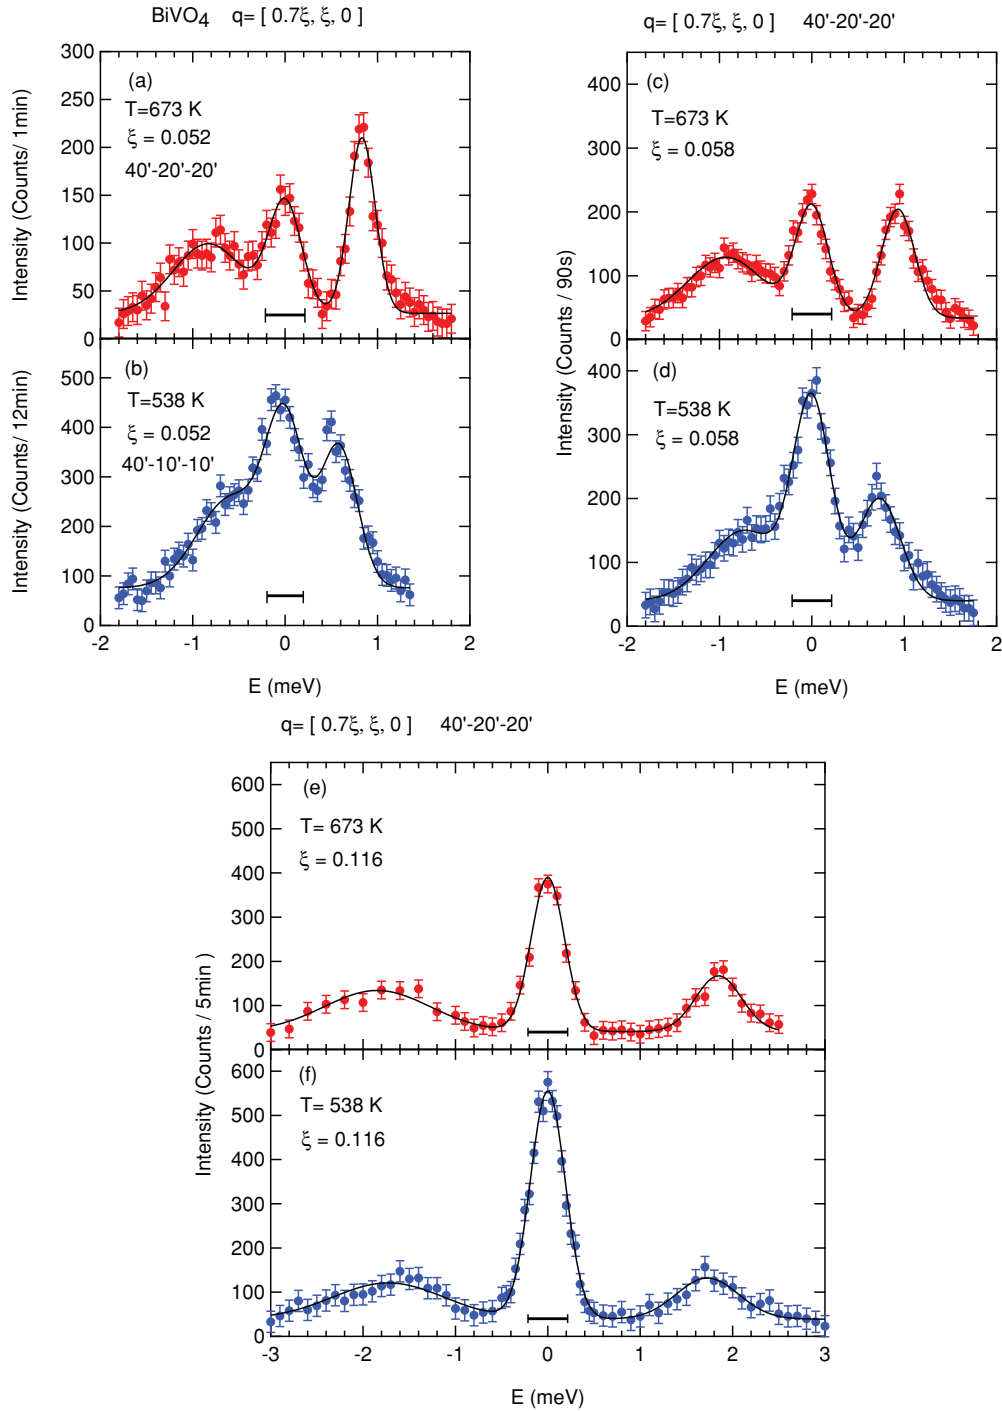 BiVO4 q= [ 0.7ξ, ξ, 0 ]
q= [ 0.7ξ, ξ, 0 ] 40'-20'-20'
Intensity (Counts/ 1min)
300
250
200
150
100
50
0
(a)
T=673 K
ξ = 0.052
40'-20'-20'
Intensity (Counts/ 12min)
500
400
300
200
100
0
(b)
T=538 K
ξ = 0.052
40'-10'-10'
-2 -1 0 1 2
E (meV)
Intensity (Counts / 90s)
400
300
200
100
0
(c)
T=673 K
ξ = 0.058
400
300
200
100
0
(d)
T=538 K
ξ = 0.058
-2 -1 0 1 2
E (meV)
q= [ 0.7ξ, ξ, 0 ] 40'-20'-20'
Intensity (Counts / 5min )
600
500
400
300
200
100
0
(e)
T= 673 K
ξ = 0.116
600
500
400
300
200
100
0
(f)
T= 538 K
ξ = 0.116
-3 -2 -1 0 1 2 3
E (meV)